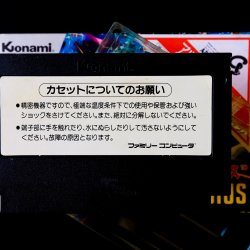 Konami
カセットについてのお願い
●精密機器ですので、極端な温度条件下での使用や保管および強い
ショックをさけてください。また、絶対に分解しないでください。
●端子部に手を触れたり、水にぬらしたりして汚さないようにして
ください。故障の原因となります。
ファミリー コンピュータ